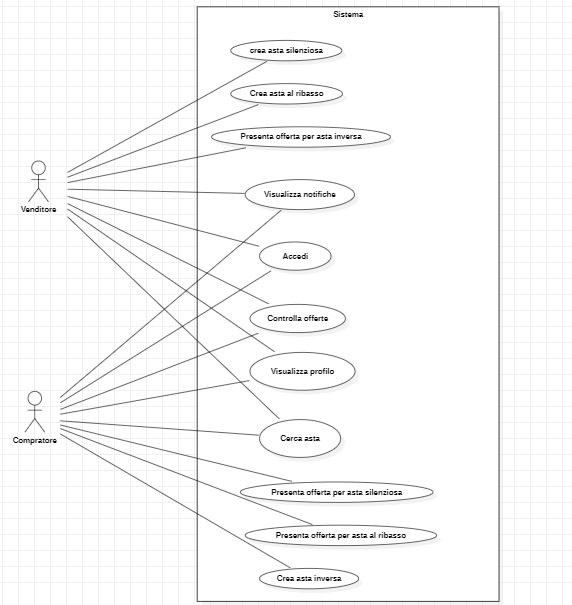 Sistema
crea asta silenziosa
Crea asta al ribasso
Presenta offerta per asta inversa
Visualizza notifiche
Venditore
Accedi
Controlla offerte
Visualizza profilo
Cerca asta
Compratore
Presenta offerta per asta silenziosa
Presenta offerta per asta al ribasso
Crea asta inversa